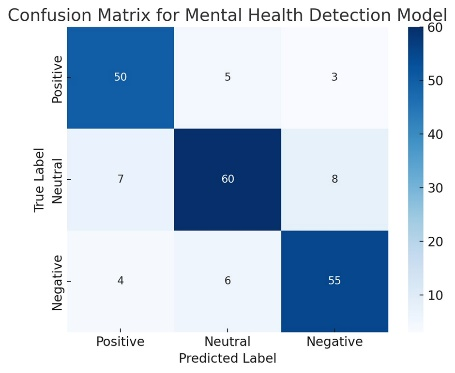 Confusion Matrix for Mental Health Detection Model
60
Positive
50
5
3
50
40
True Label
Neutral
7
60
8
30
20
Negative
4
6
55
10
Positive
Neutral
Negative
Predicted Label